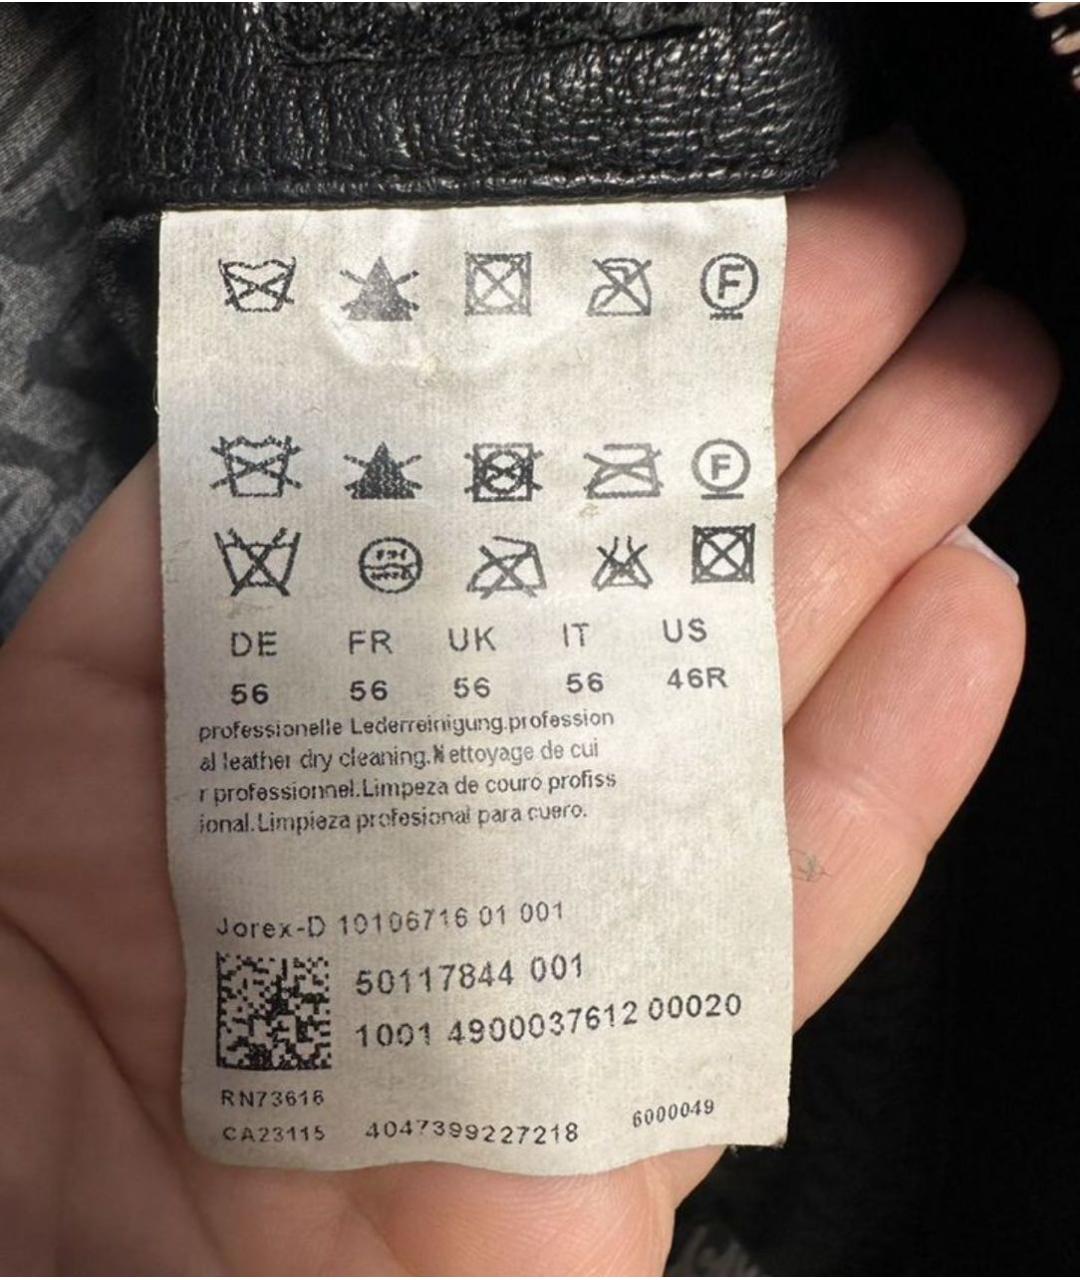 F
F
DE FR UK IT US
56 56 56 56 46R
professionelle Lederreinigung.profession
al leather dry cleaning.Nettoyage de cui
r professionnel.Limpeza de couro profiss
ional.Limpieza profesional para cuero.
Jorex-D 10106716 01 001
50117844 001
1001 4900037612 00020
RN73616
CA23115 4047399227218 6000049